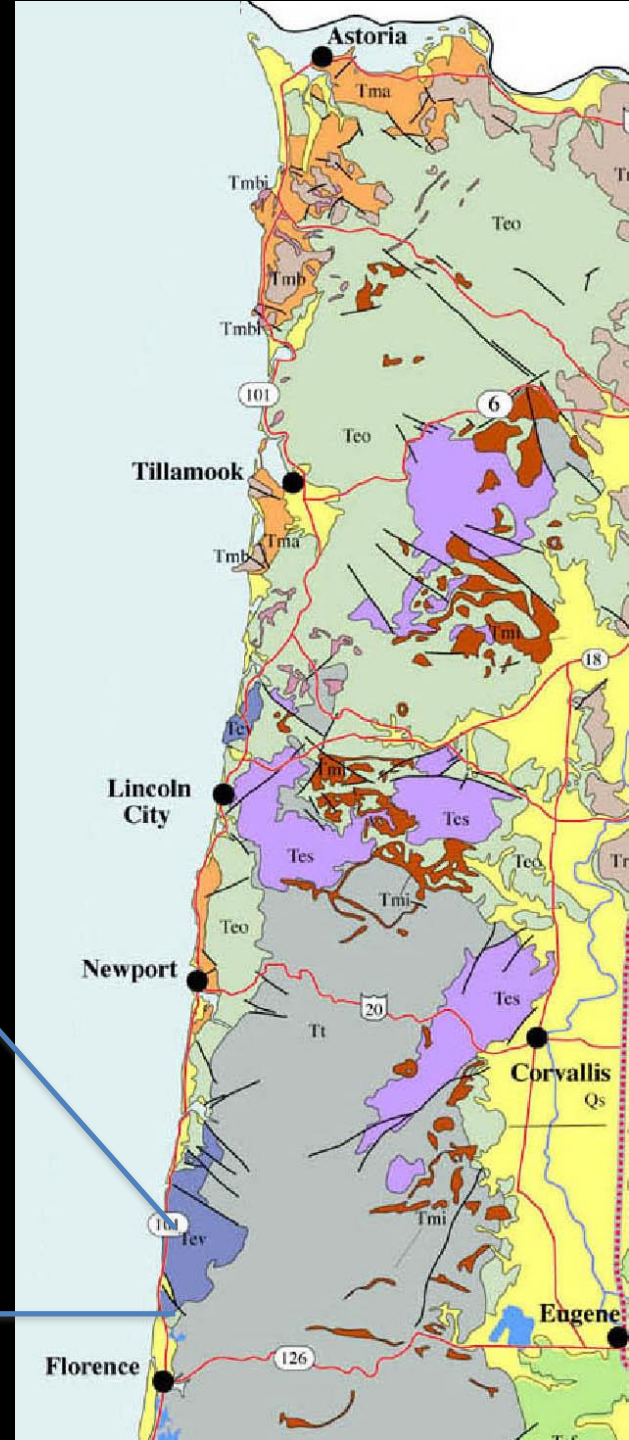 Astoria
Tma
Tmbi
Teo
Tmb
Tmbi
101
6
Teo
Tillamook
Tma
Tmb
Tmi
18
Tev
Tmi
Lincoln
City
Tes
Tes
Teo
Tmi
Teo
Newport
Tes
20
Tt
Corvallis
Qs
101
Tev
Tmi
Eugene
126
Florence